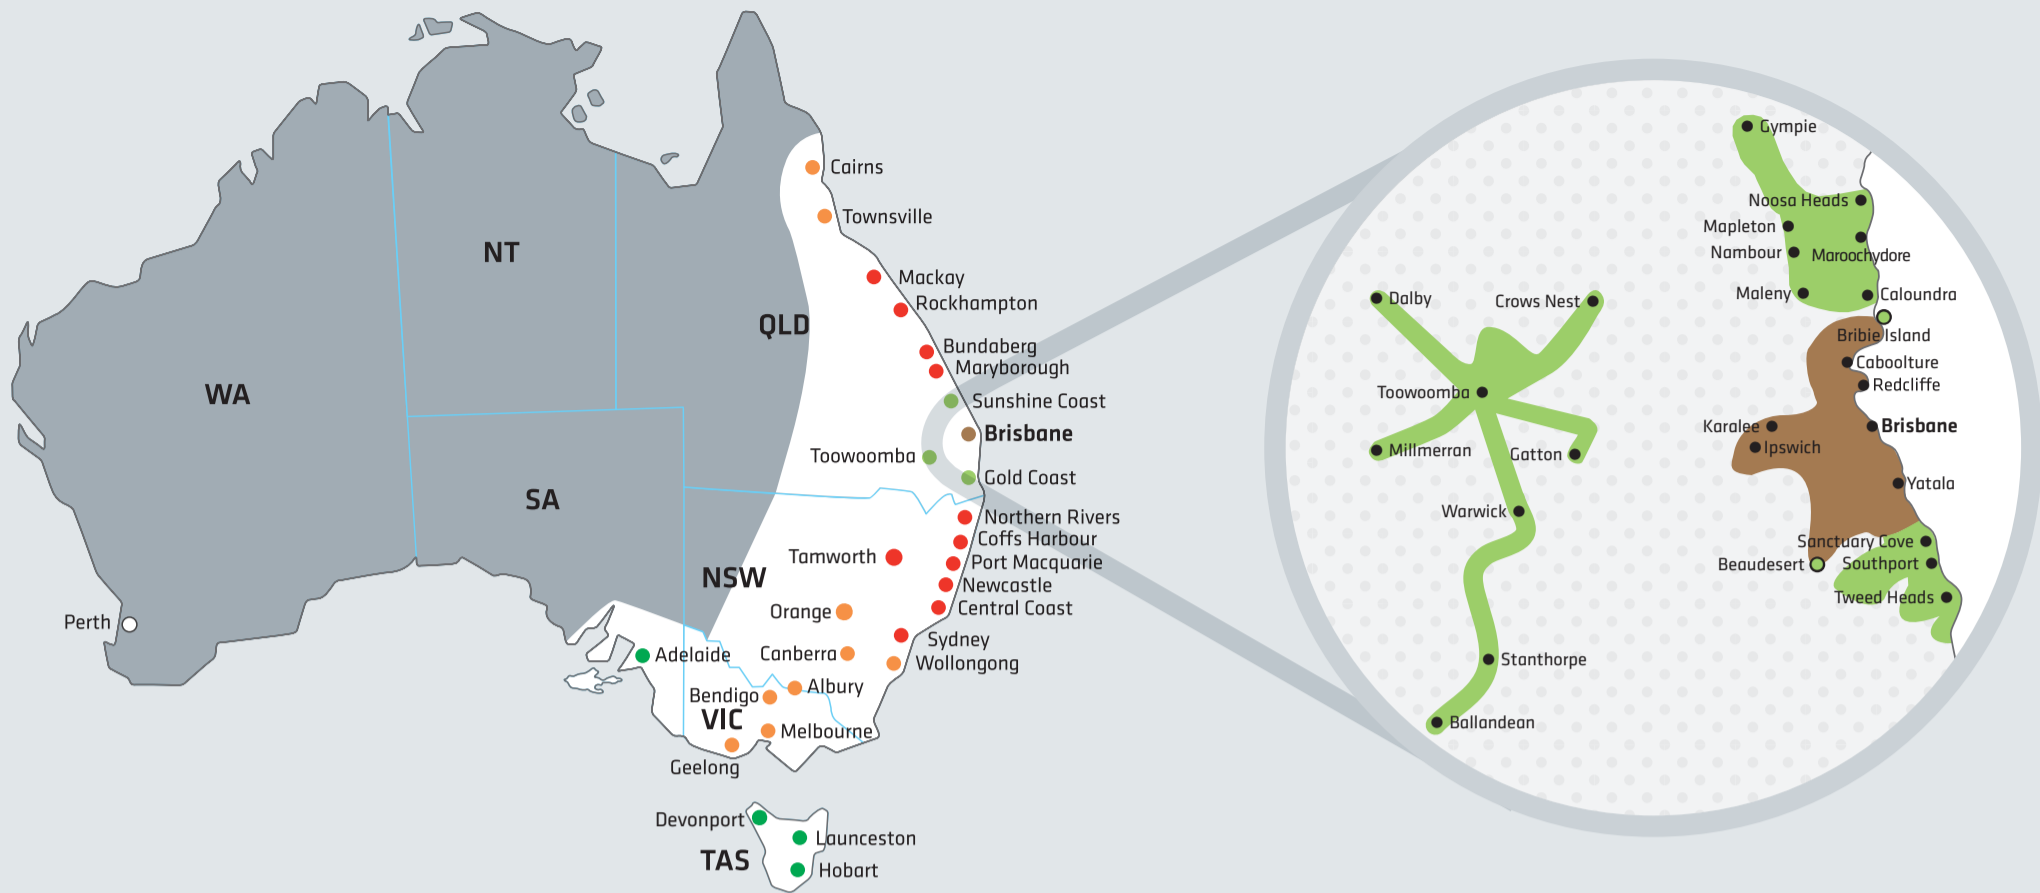 WA
NT
QLD
SA
NSW
VIC
TAS
Perth
Cairns
Townsville
Mackay
Rockhampton
Bundaberg
Maryborough
Sunshine Coast
Brisbane
Toowoomba
Gold Coast
Northern Rivers
Coffs Harbour
Tamworth
Port Macquarie
Newcastle
Orange
Central Coast
Sydney
Canberra
Wollongong
Adelaide
Albury
Bendigo
Melbourne
Geelong
Devonport
Launceston
Hobart
Gympie
Noosa Heads
Mapleton
Nambour
Maroochydore
Maleny
Caloundra
Bribie Island
Caboolture
Redcliffe
Karalee
Brisbane
Ipswich
Yatala
Sanctuary Cove
Beaudesert
Southport
Tweed Heads
Dalby
Crows Nest
Toowoomba
Millmerran
Gatton
Warwick
Stanthorpe
Ballandean